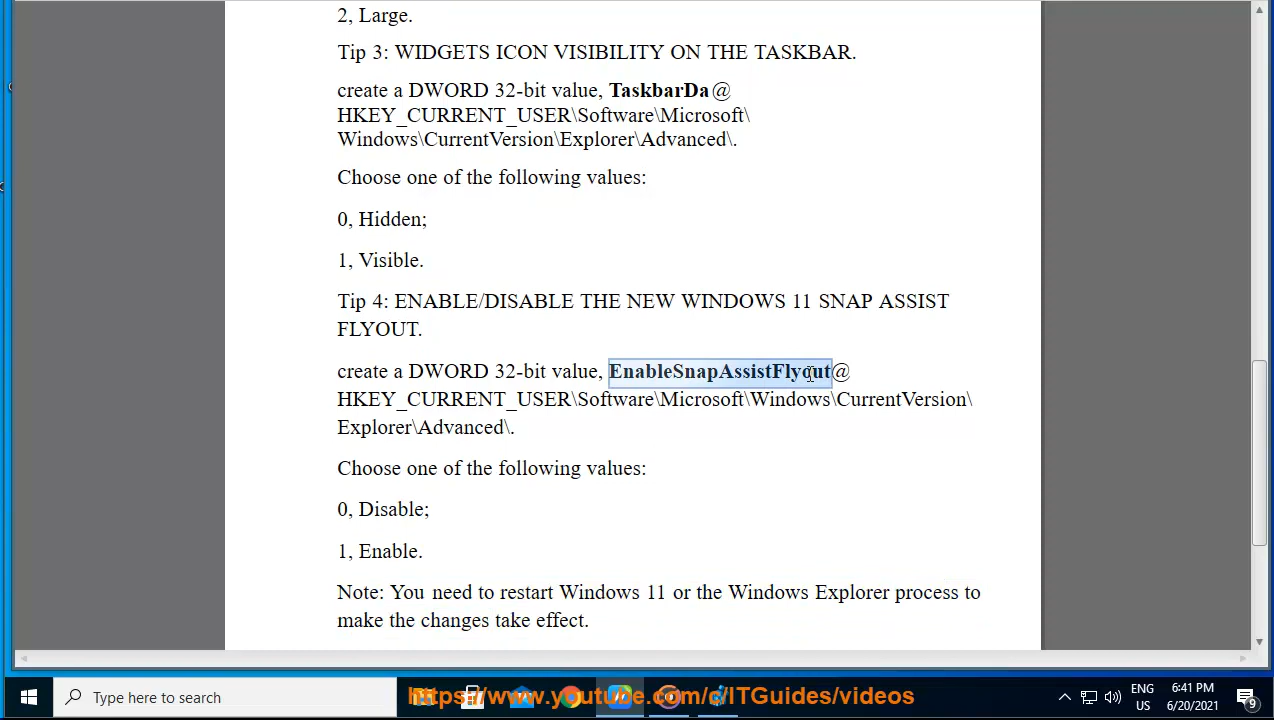 2, Large.
Tip 3: WIDGETS ICON VISIBILITY ON THE TASKBAR.
create a DWORD 32-bit value, TaskbarDa@
HKEY_CURRENT_USER\Software\Microsoft\
Windows\CurrentVersion\Explorer\Advanced\.
Choose one of the following values:
0, Hidden;
1, Visible.
Tip 4: ENABLE/DISABLE THE NEW WINDOWS 11 SNAP ASSIST
FLYOUT.
create a DWORD 32-bit value, EnableSnapAssistFlyout@
HKEY_CURRENT_USER\Software\Microsoft\Windows\CurrentVersion\
Explorer\Advanced\.
Choose one of the following values:
0, Disable;
1, Enable.
Note: You need to restart Windows 11 or the Windows Explorer process to
make the changes take effect.
Type here to search
https://www.youtube.com/c/ITGuides/videos
ENG
US
6:41 PM
6/20/2021
9